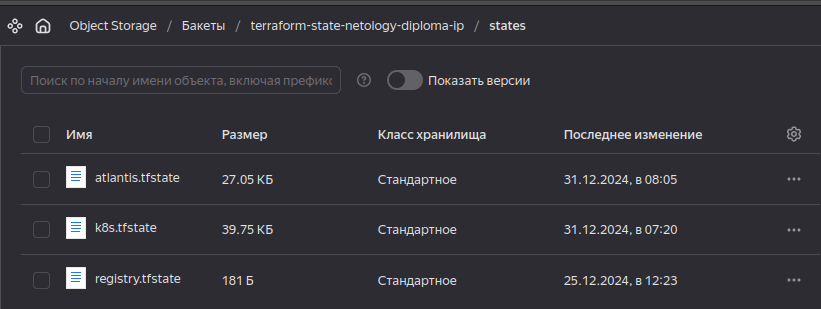 Object Storage / Бакеты / terraform-state-netology-diploma-ip / states
Поиск по началу имени объекта, включая префикс ? Показать версии
Имя Размер Класс хранилища Последнее изменение
atlantis.tfstate 27.05 КБ Стандартное 31.12.2024, в 08:05
k8s.tfstate 39.75 КБ Стандартное 31.12.2024, в 07:20
registry.tfstate 181 Б Стандартное 25.12.2024, в 12:23